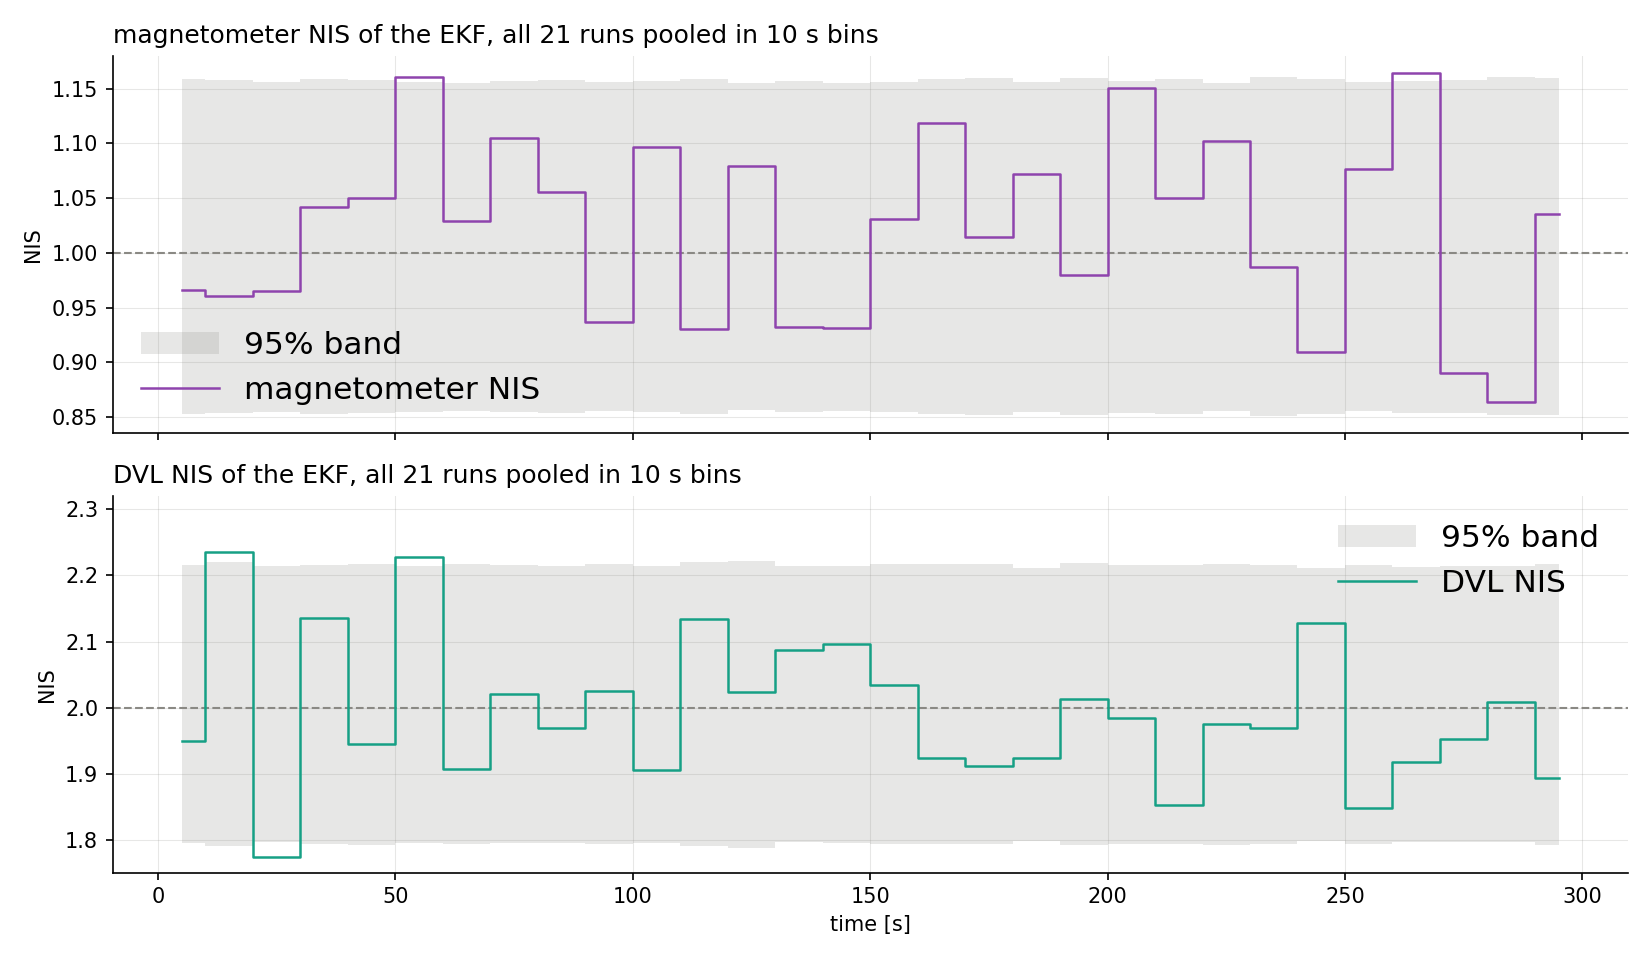 magnetometer NIS of the EKF, all 21 runs pooled in 10 s bins
1.15
1.10
1.05
1.00
0.95
0.90
0.85
NIS
95% band
magnetometer NIS
DVL NIS of the EKF, all 21 runs pooled in 10 s bins
2.3
2.2
2.1
2.0
1.9
1.8
NIS
95% band
DVL NIS
0 50 100 150 200 250 300
time [s]